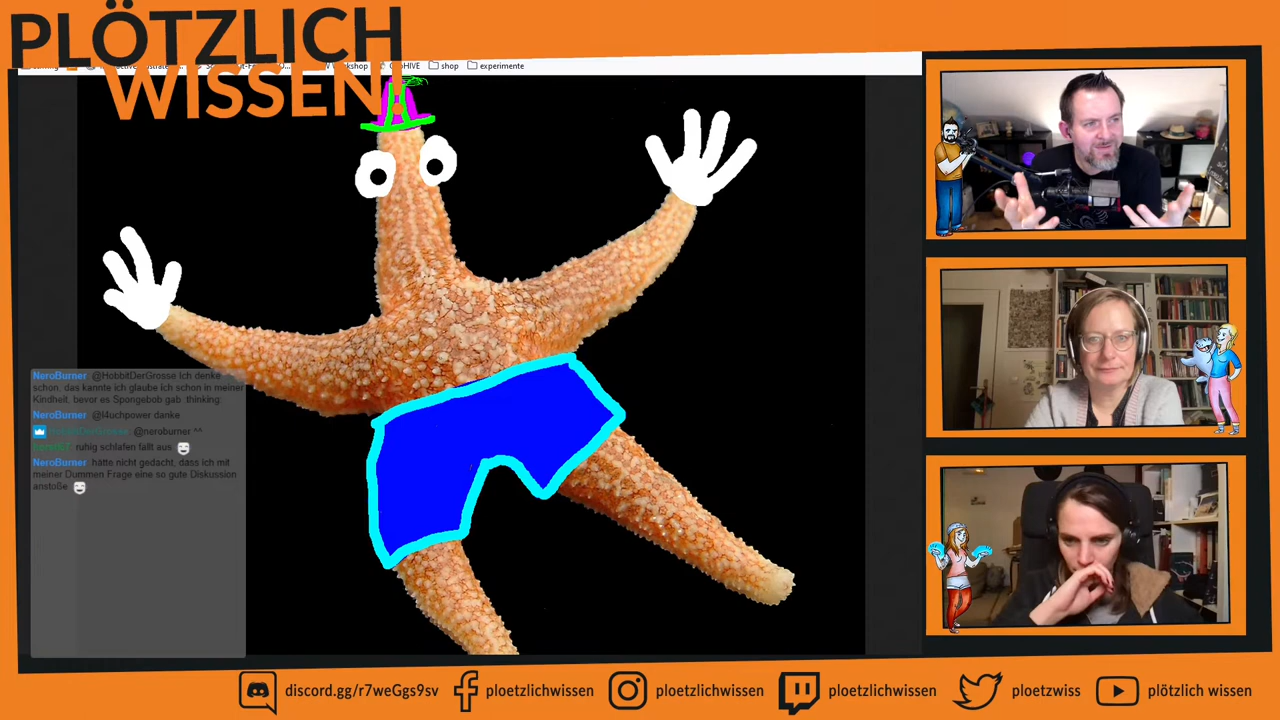 PLÖTZLICH
WISSEN!
shop
experimente
NeroBurner @HobbitDerGrosse Ich denke
schon, das kannte ich glaube ich schon in meiner
Kindheit, bevor es Spongebob gab :thinking:
NeroBurner @l4uchpower danke
@neroburner ^^
ruhig schlafen fällt aus
NeroBurner hätte nicht gedacht, dass ich mit
meiner Dummen Frage eine so gute Diskussion
anstoße
discord.gg/r7weGgs9sv
ploetzlichwissen
ploetzlichwissen
ploetzlichwissen
ploetzwiss
plötzlich wissen